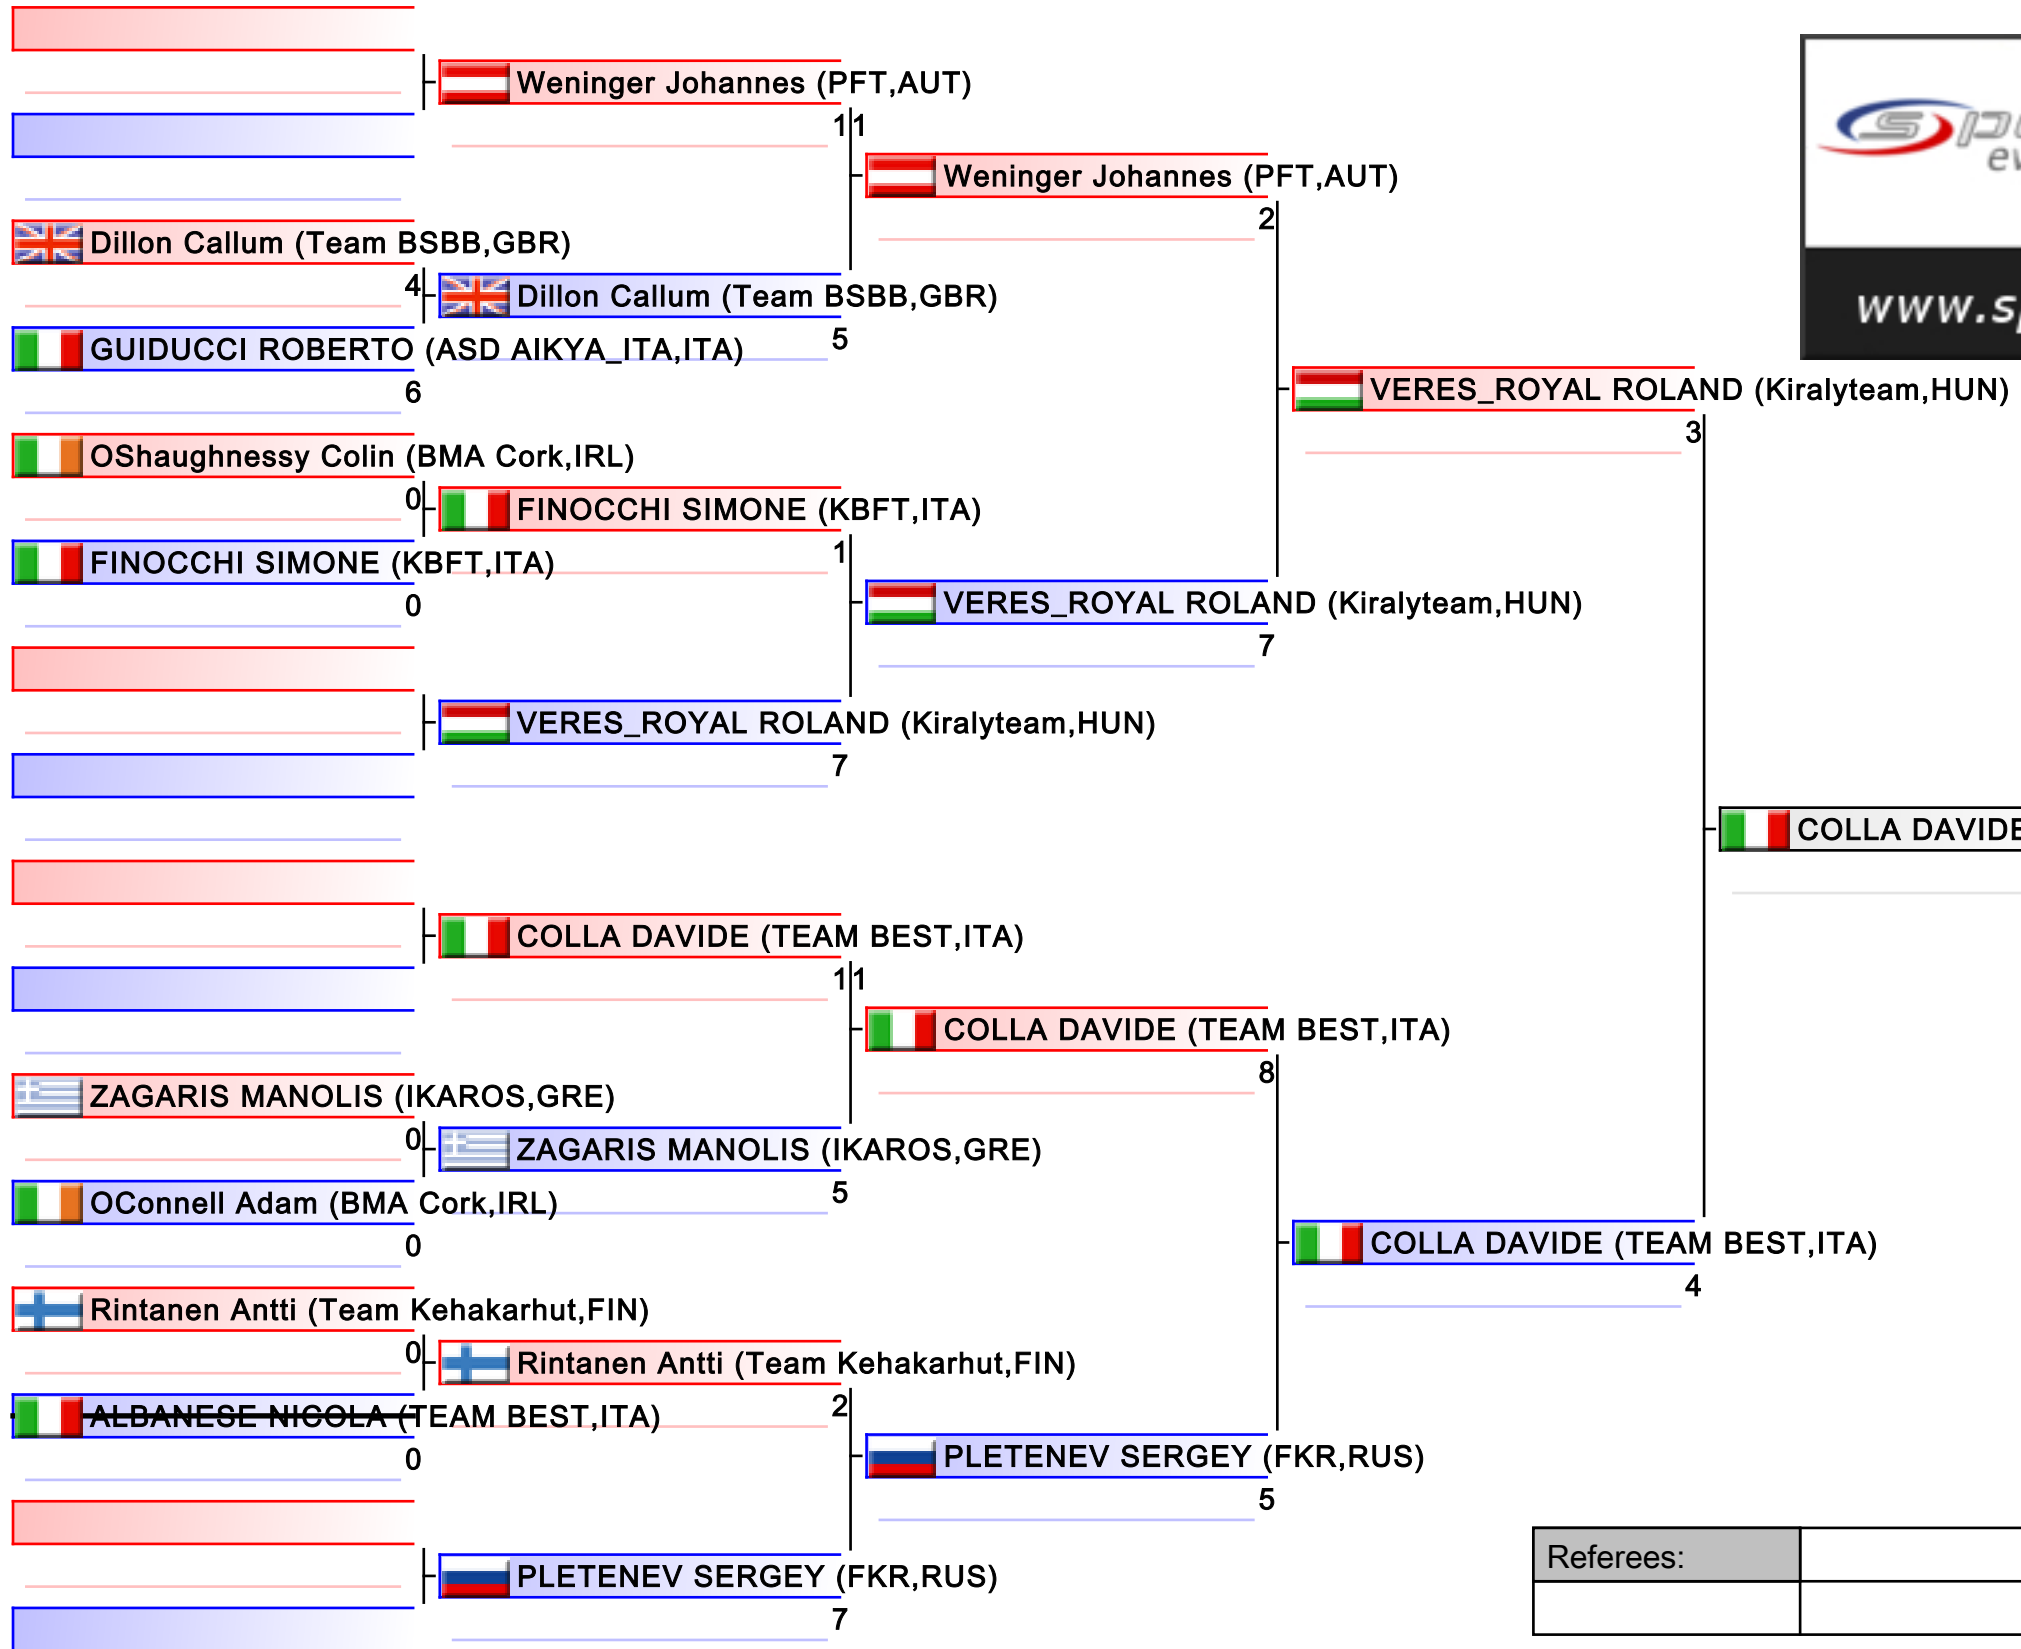 Weninger Johannes (PFT,AUT)
11
Weninger Johannes (PFT,AUT)
2
Dillon Callum (Team BSBB,GBR)
4
Dillon Callum (Team BSBB,GBR)
5
GUIDUCCI ROBERTO (ASD AIKYA_ITA,ITA)
6
VERES_ROYAL ROLAND (Kiralyteam,HUN)
3
OShaughnessy Colin (BMA Cork,IRL)
0
FINOCCHI SIMONE (KBFT,ITA)
1
FINOCCHI SIMONE (KBFT,ITA)
0
VERES_ROYAL ROLAND (Kiralyteam,HUN)
7
VERES_ROYAL ROLAND (Kiralyteam,HUN)
7
COLLA DAVIDE
COLLA DAVIDE (TEAM BEST,ITA)
11
COLLA DAVIDE (TEAM BEST,ITA)
8
ZAGARIS MANOLIS (IKAROS,GRE)
0
ZAGARIS MANOLIS (IKAROS,GRE)
5
OConnell Adam (BMA Cork,IRL)
0
COLLA DAVIDE (TEAM BEST,ITA)
4
Rintanen Antti (Team Kehakarhut,FIN)
0
Rintanen Antti (Team Kehakarhut,FIN)
2
ALBANESE NICOLA (TEAM BEST,ITA)
0
PLETENEV SERGEY (FKR,RUS)
5
PLETENEV SERGEY (FKR,RUS)
7
Referees:
www.sp